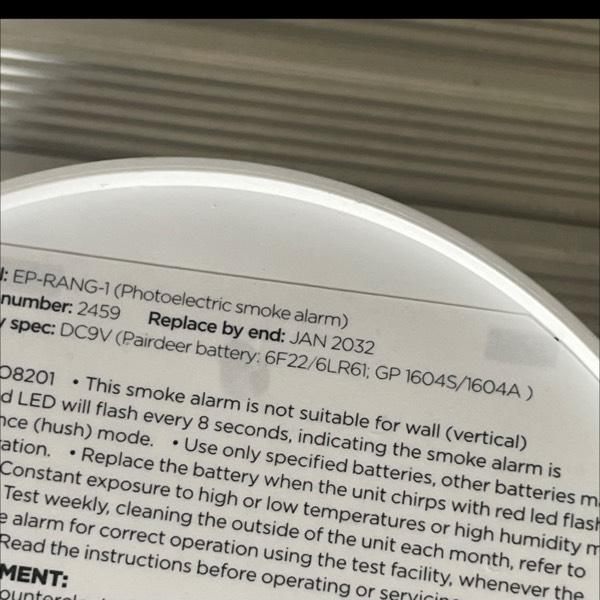 l: EP-RANG-1 (Photoelectric smoke alarm)
number: 2459 Replace by end: JAN 2032
y spec: DC9V (Pairdeer battery: 6F22/6LR61; GP 1604S/1604A )
O8201 • This smoke alarm is not suitable for wall (vertical)
d LED will flash every 8 seconds, indicating the smoke alarm is
nce (hush) mode. • Use only specified batteries, other batteries m
ration. • Replace the battery when the unit chirps with red led flash
Constant exposure to high or low temperatures or high humidity m
Test weekly, cleaning the outside of the unit each month, refer to
e alarm for correct operation using the test facility, whenever the
Read the instructions before operating or servicing
MENT: